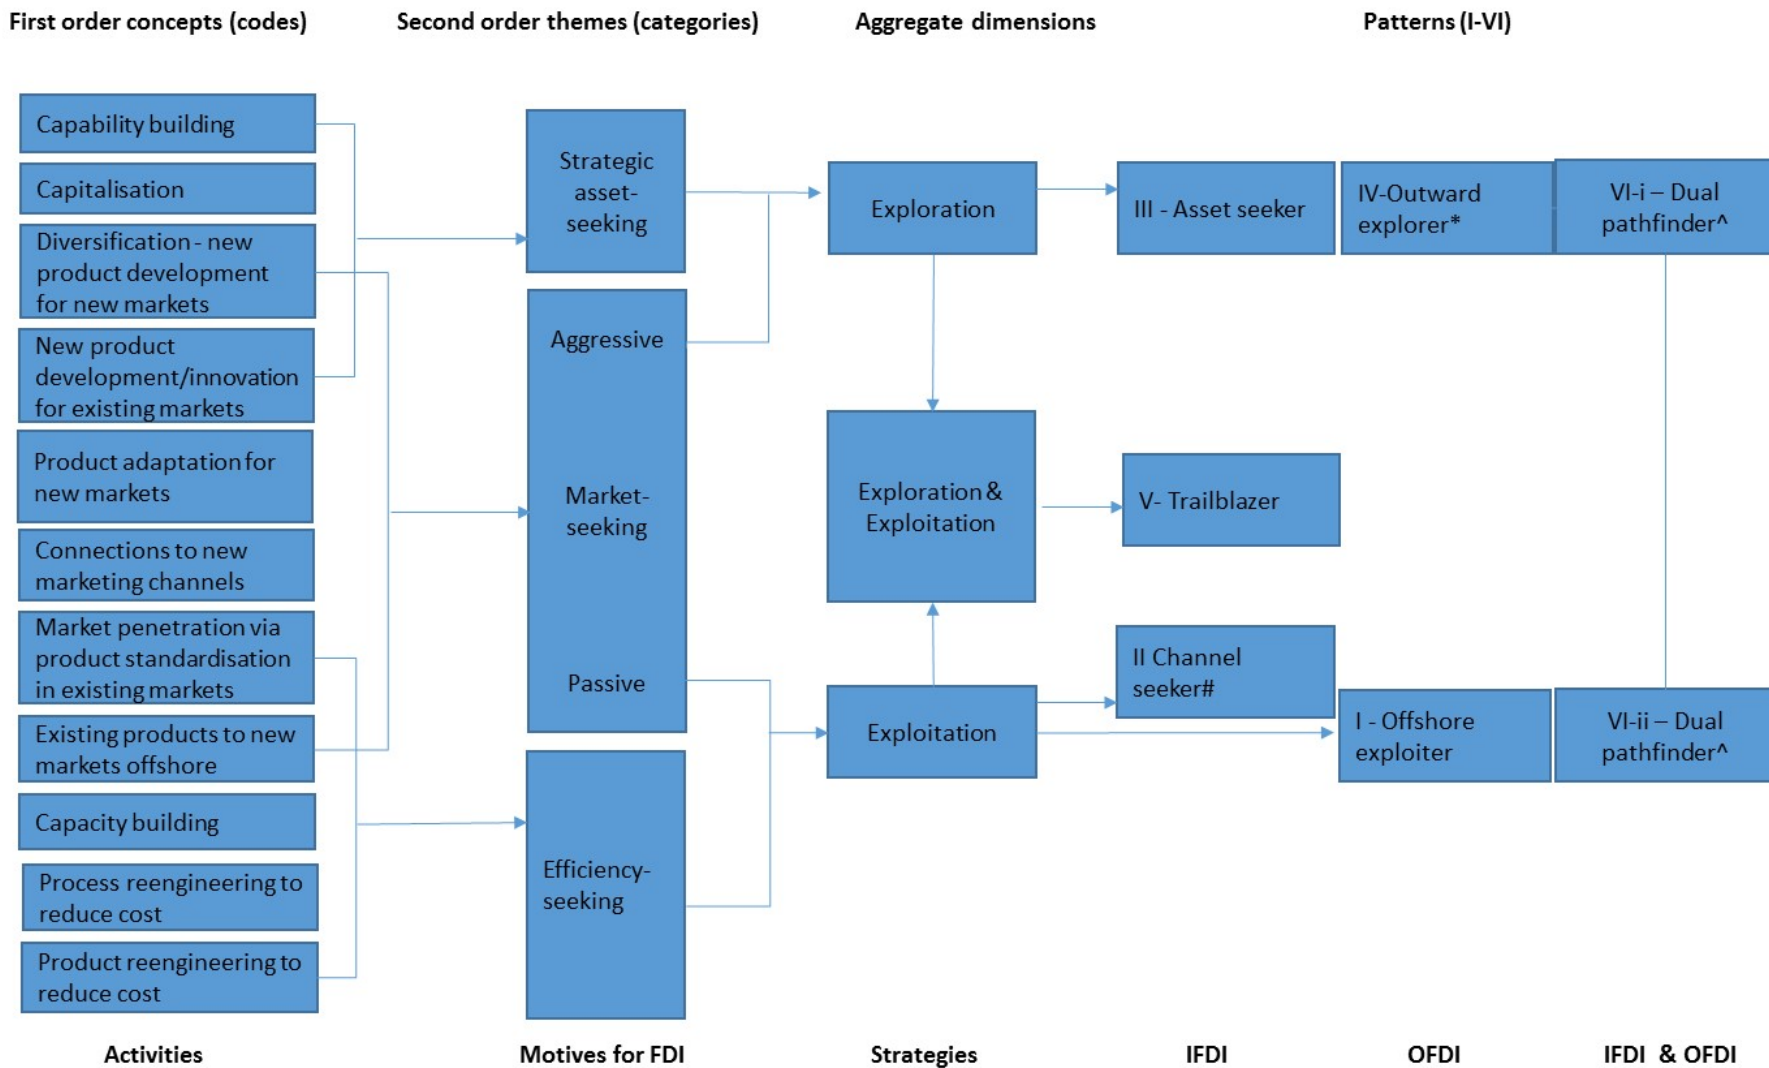 First order concepts (codes)
Second order themes (categories)
Aggregate dimensions
Patterns (I-VI)
Capability building
Capitalisation
Diversification - new
product development
for new markets
New product
development/innovation
for existing markets
Product adaptation for
new markets
Connections to new
marketing channels
Market penetration via
product standardisation
in existing markets
Existing products to new
markets offshore
Capacity building
Process reengineering to
reduce cost
Product reengineering to
reduce cost
Strategic
asset-
seeking
Aggressive
Market-
seeking
Passive
Efficiency-
seeking
Exploration
Exploration &
Exploitation
Exploitation
III - Asset seeker
IV-Outward
explorer*
VI-i – Dual
pathfinder^
V- Trailblazer
II Channel
seeker#
I - Offshore
exploiter
VI-ii – Dual
pathfinder^
Activities
Motives for FDI
Strategies
IFDI
OFDI
IFDI & OFDI